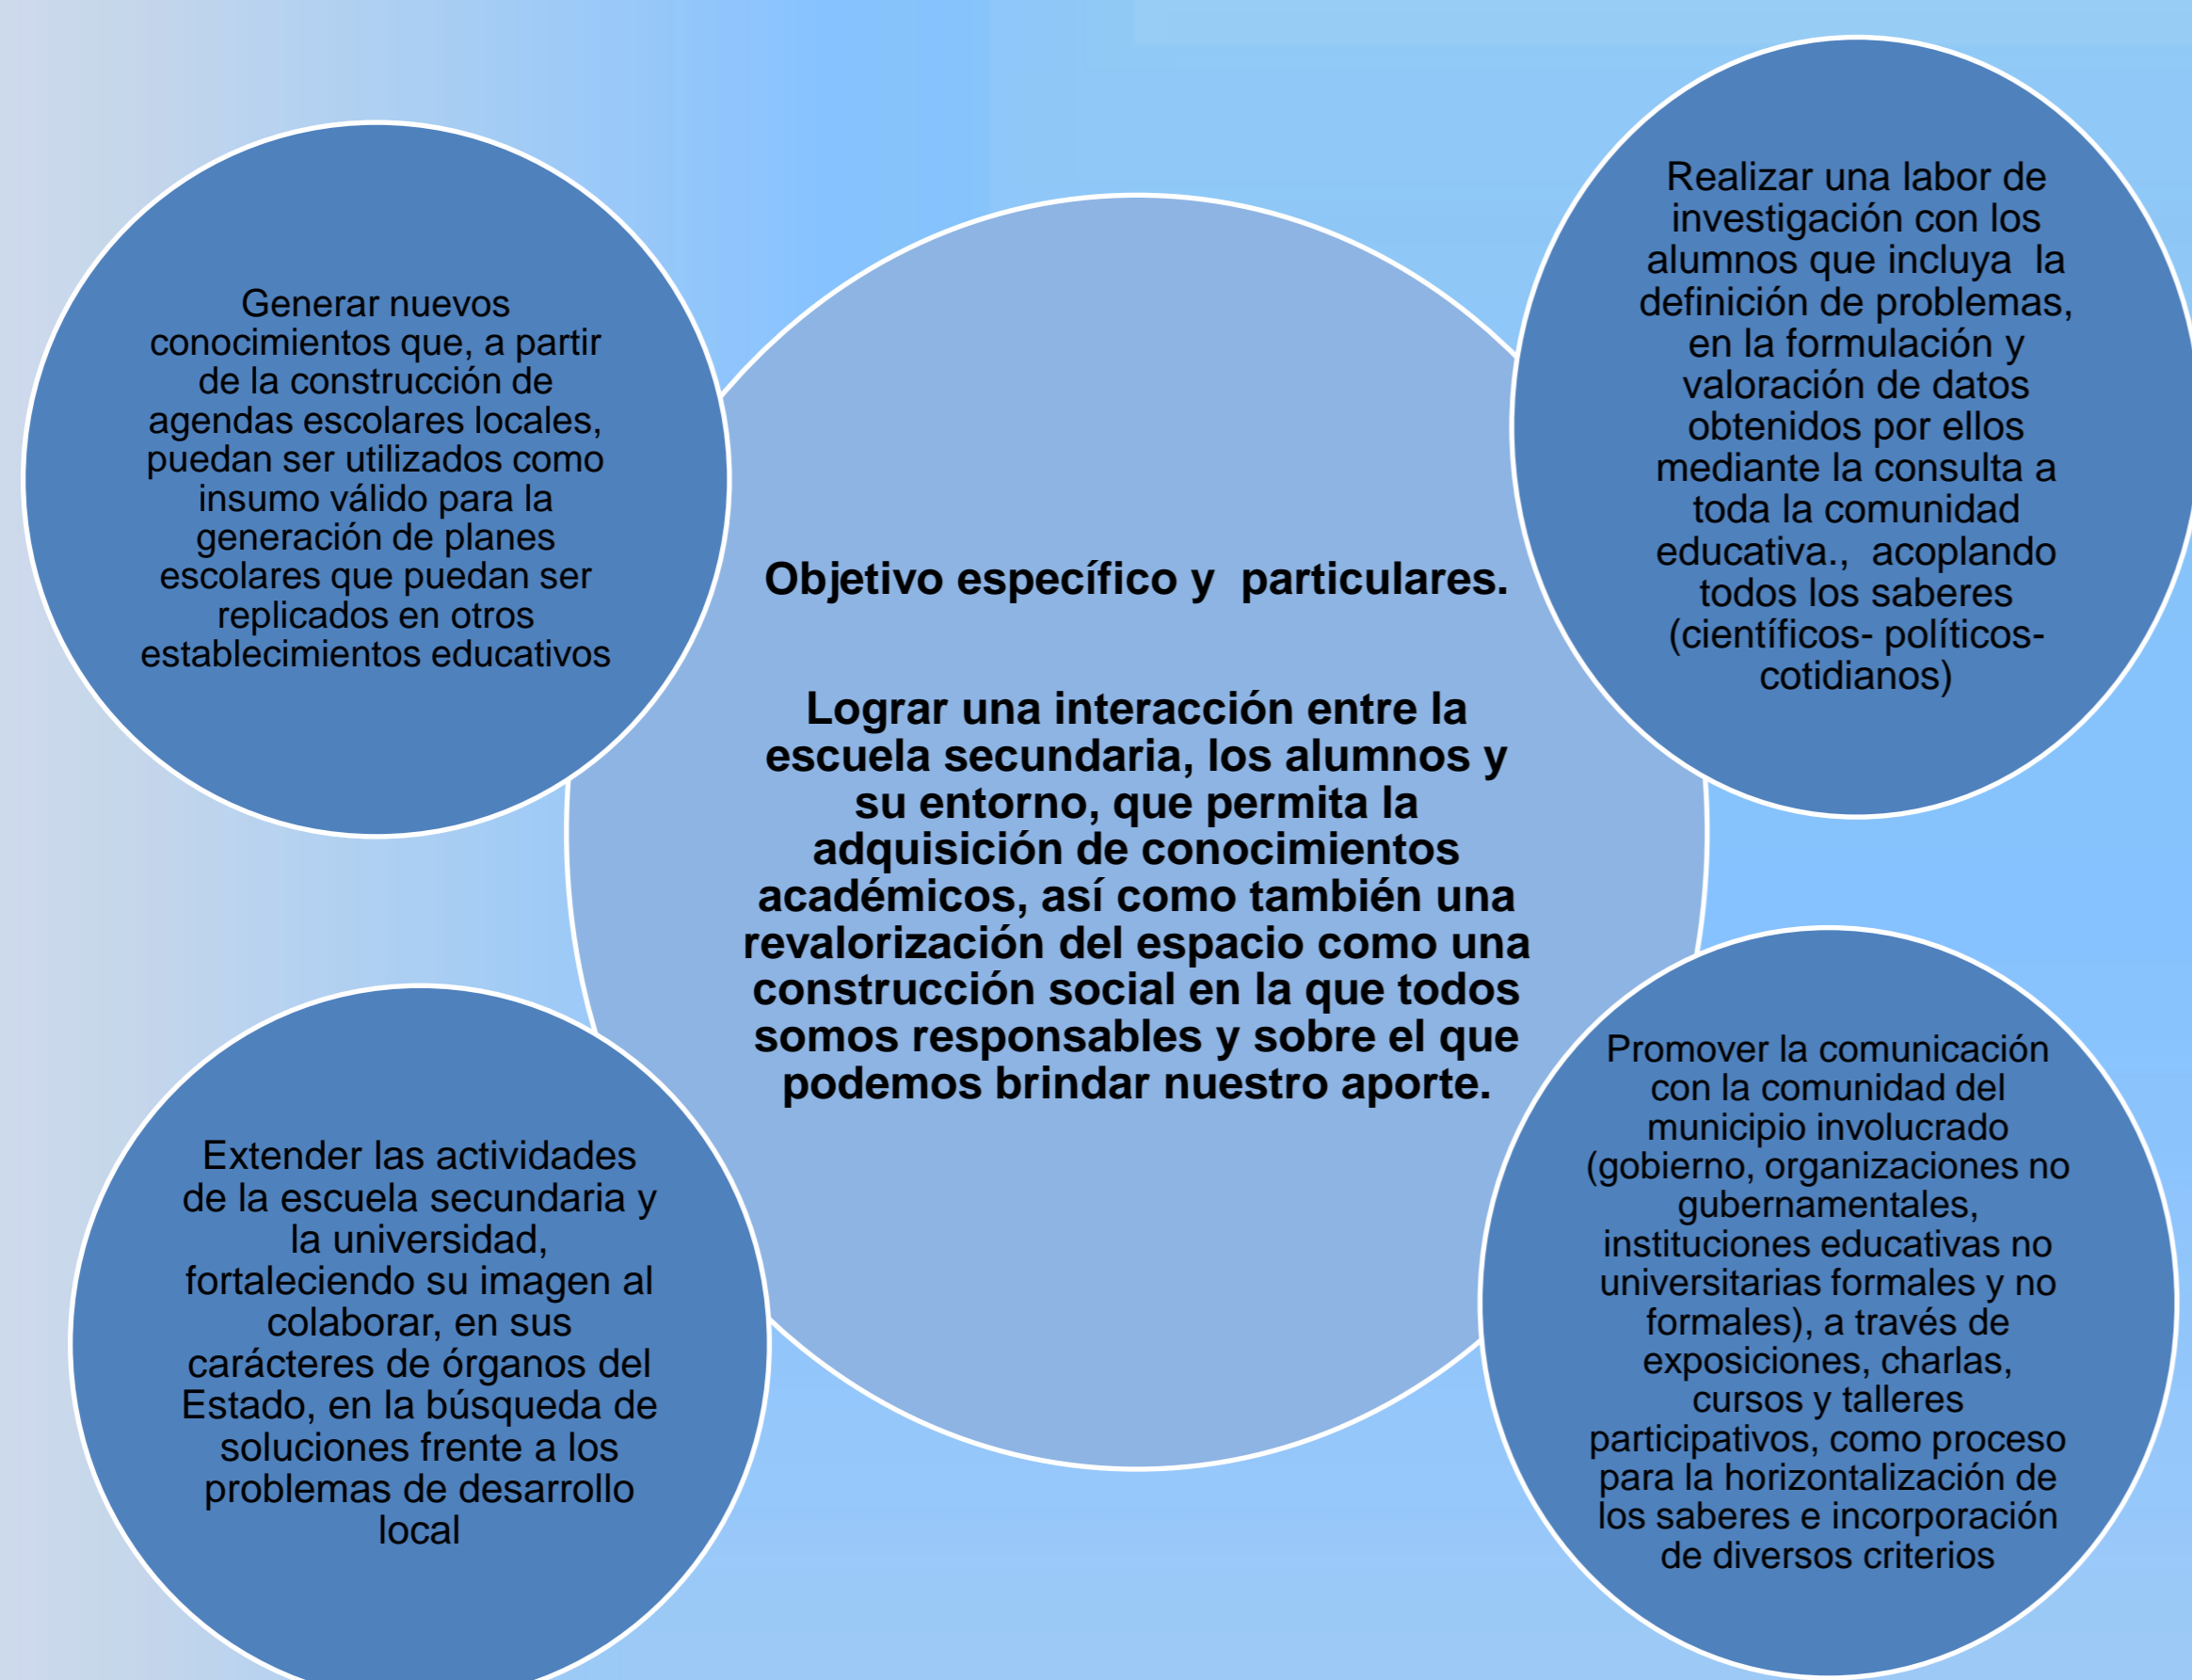 Generar nuevos
conocimientos que, a partir
de la construcción de
agendas escolares locales,
puedan ser utilizados como
insumo válido para la
generación de planes
escolares que puedan ser
replicados en otros
establecimientos educativos
Realizar una labor de
investigación con los
alumnos que incluya  la
definición de problemas,
en la formulación y
valoración de datos
obtenidos por ellos
mediante la consulta a
toda la comunidad
educativa.,  acoplando
todos los saberes
(científicos- políticos-
cotidianos)
Objetivo específico y  particulares.
Lograr una interacción entre la
escuela secundaria, los alumnos y
su entorno, que permita la
adquisición de conocimientos
académicos, así como también una
revalorización del espacio como una
construcción social en la que todos
somos responsables y sobre el que
podemos brindar nuestro aporte.
Extender las actividades
de la escuela secundaria y
la universidad,
fortaleciendo su imagen al
colaborar, en sus
carácteres de órganos del
Estado, en la búsqueda de
soluciones frente a los
problemas de desarrollo
local
Promover la comunicación
con la comunidad del
municipio involucrado
(gobierno, organizaciones no
gubernamentales,
instituciones educativas no
universitarias formales y no
formales), a través de
exposiciones, charlas,
cursos y talleres
participativos, como proceso
para la horizontalización de
los saberes e incorporación
de diversos criterios